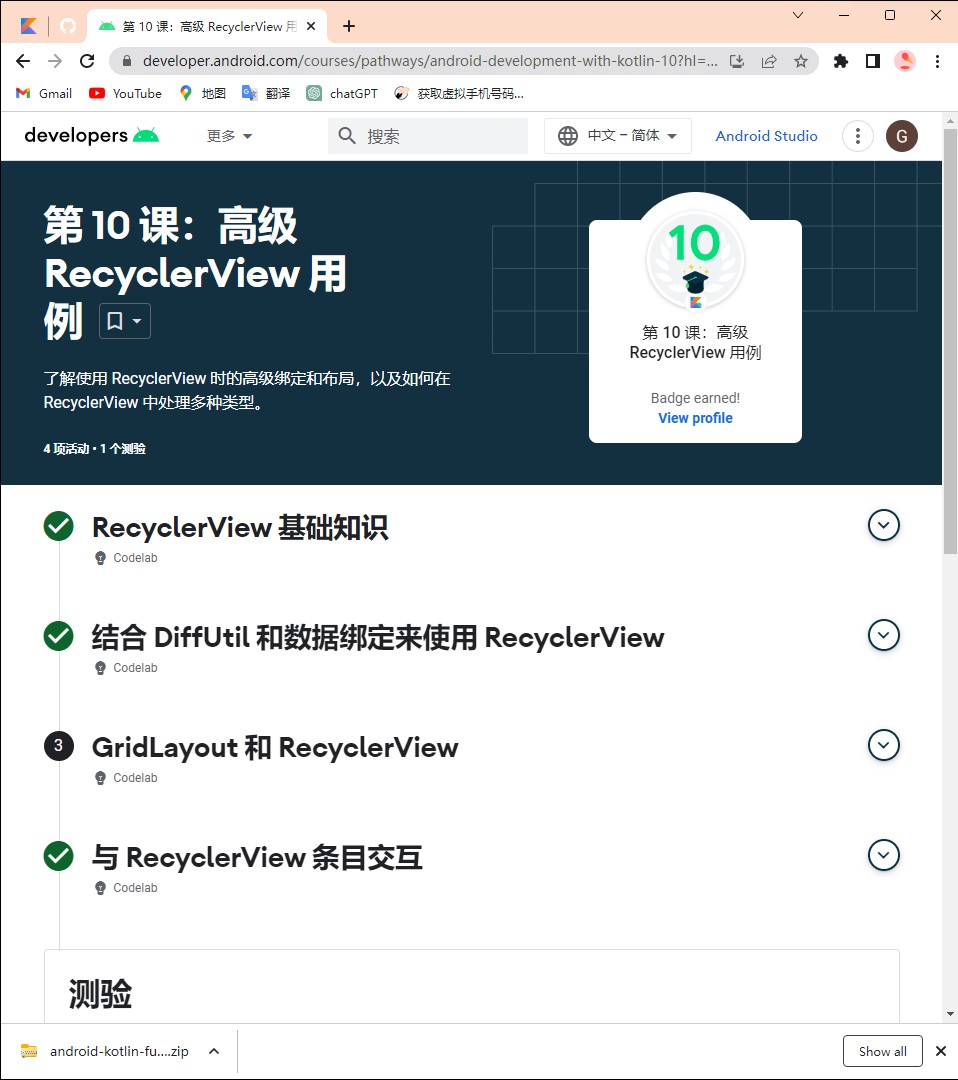 第 10 课：高级 RecyclerView 用
developer.android.com/courses/pathways/android-development-with-kotlin-10?hl=...
Gmail
YouTube
地图
翻译
chatGPT
获取虚拟手机号码...
developers
更多
搜索
中文 – 简体
Android Studio
G
第 10 课：高级
RecyclerView 用
例
了解使用 RecyclerView 时的高级绑定和布局，以及如何在
RecyclerView 中处理多种类型。
4 项活动 • 1 个测验
10
第 10 课：高级
RecyclerView 用例
Badge earned!
View profile
RecyclerView 基础知识
Codelab
结合 DiffUtil 和数据绑定来使用 RecyclerView
Codelab
3
GridLayout 和 RecyclerView
Codelab
与 RecyclerView 条目交互
Codelab
测验
android-kotlin-fu....zip
Show all